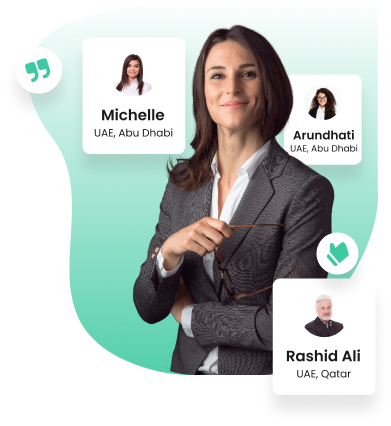 Michelle
UAE, Abu Dhabi
Arundhati
UAE, Abu Dhabi
Rashid Ali
UAE, Qatar